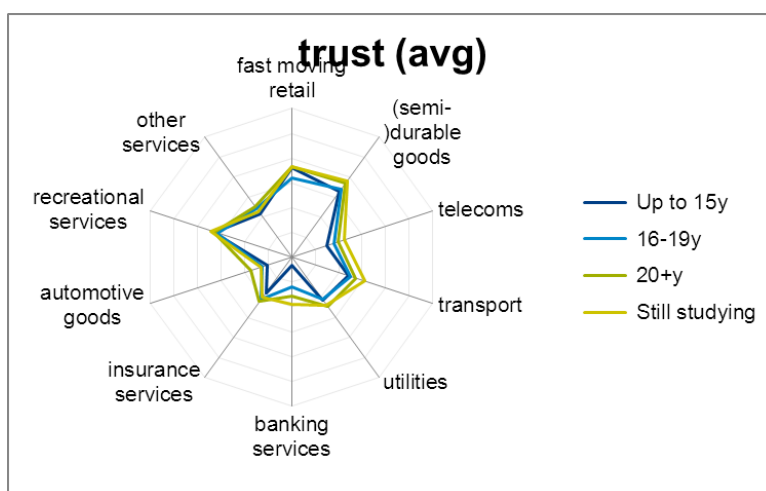 trust (avg)
fast moving
retail
(semi-
)durable
goods
telecoms
transport
utilities
banking
services
insurance
services
automotive
goods
recreational
services
other
services
Up to 15y
16-19y
20+y
Still studying